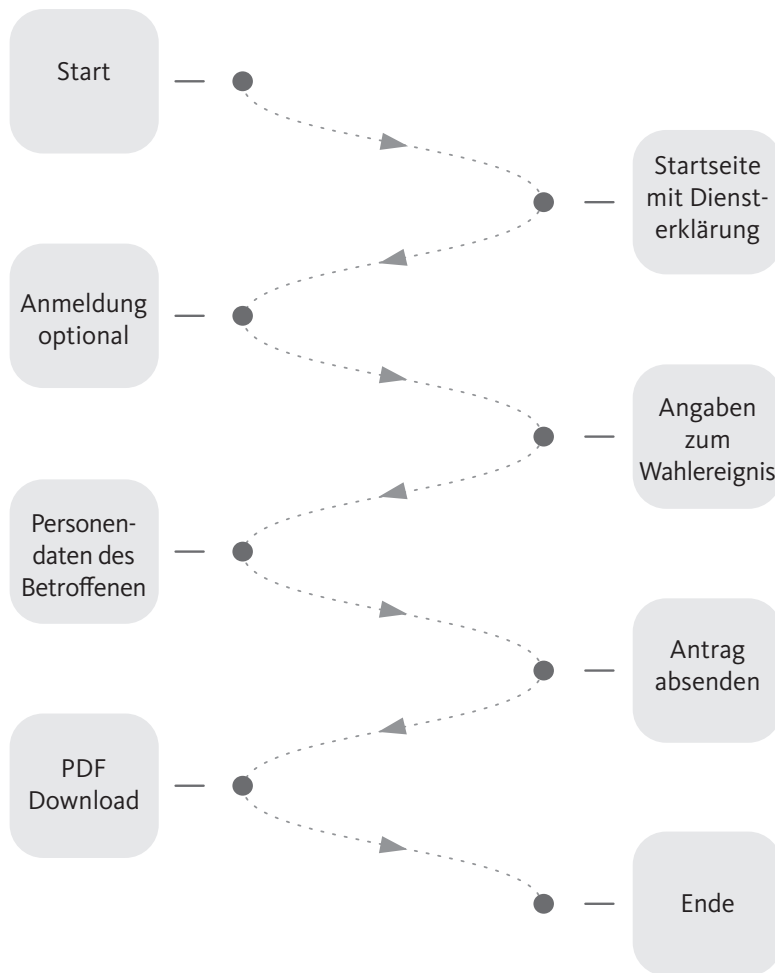 Start
Startseite
mit Dienst-
erklärung
Anmeldung
optional
Angaben
zum
Wahlereignis
Personen-
daten des
Betroffenen
Antrag
absenden
PDF
Download
Ende